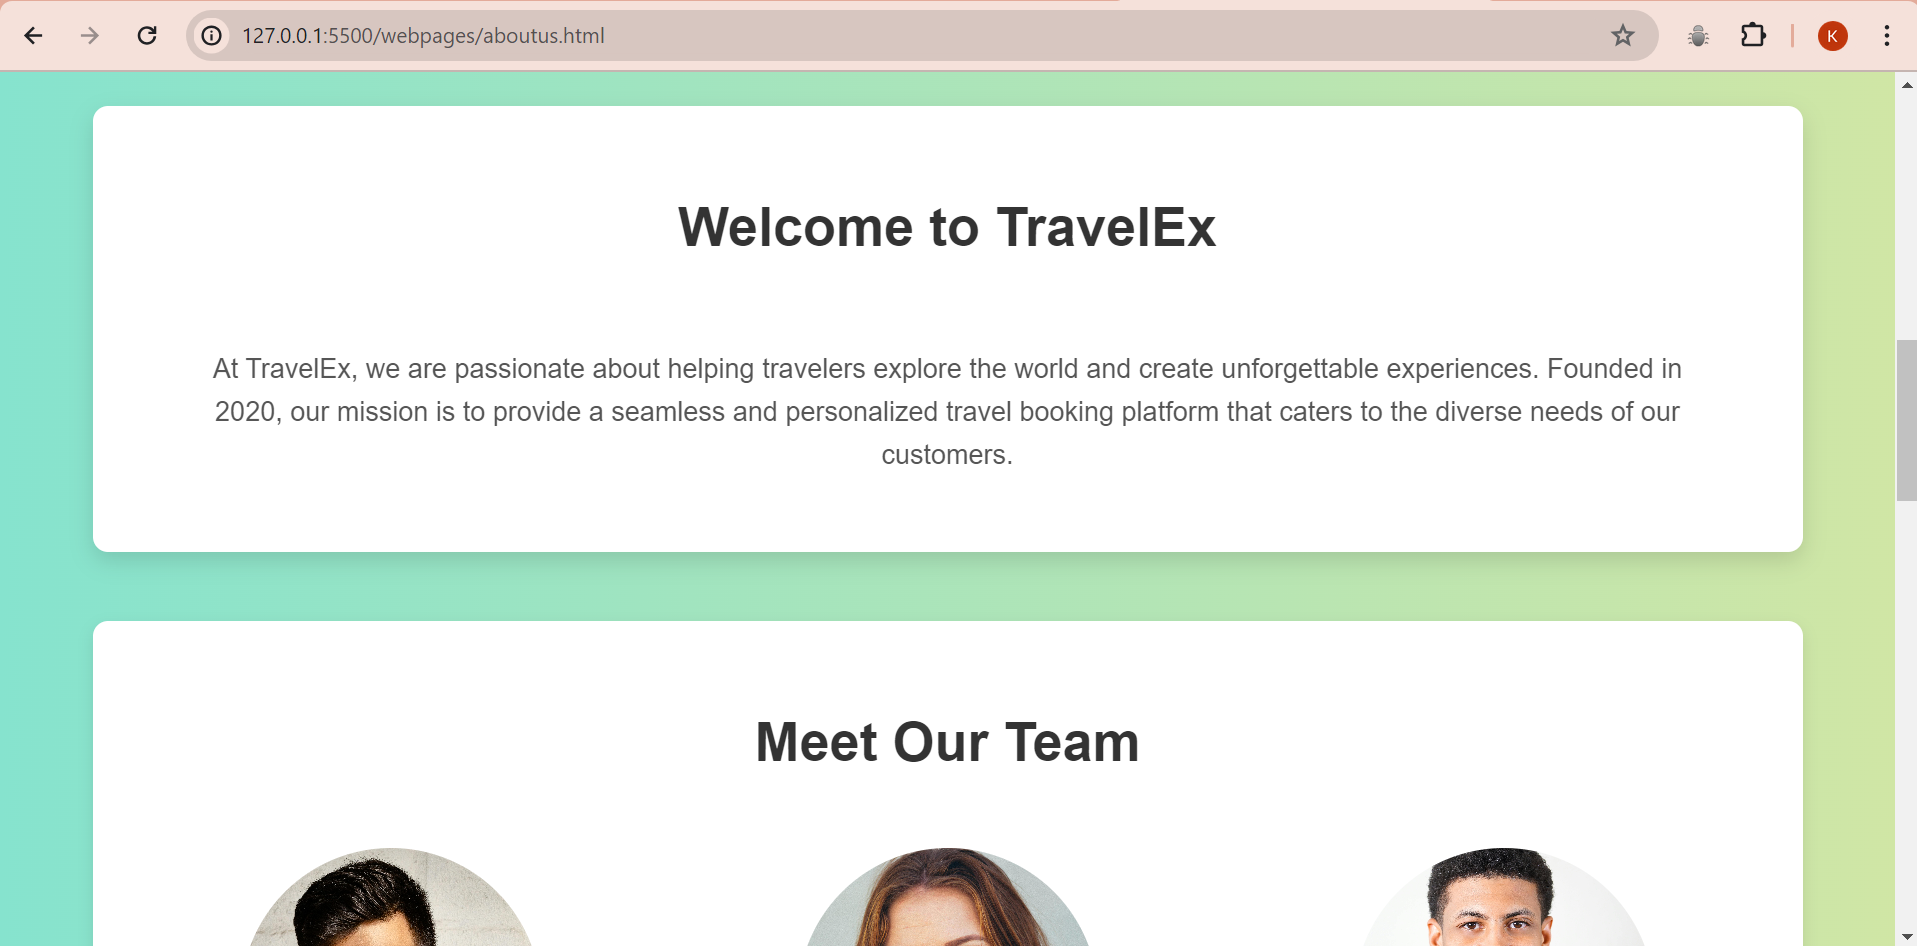 127.0.0.1:5500/webpages/aboutus.html
K
Welcome to TravelEx
At TravelEx, we are passionate about helping travelers explore the world and create unforgettable experiences. Founded in
2020, our mission is to provide a seamless and personalized travel booking platform that caters to the diverse needs of our
customers.
Meet Our Team